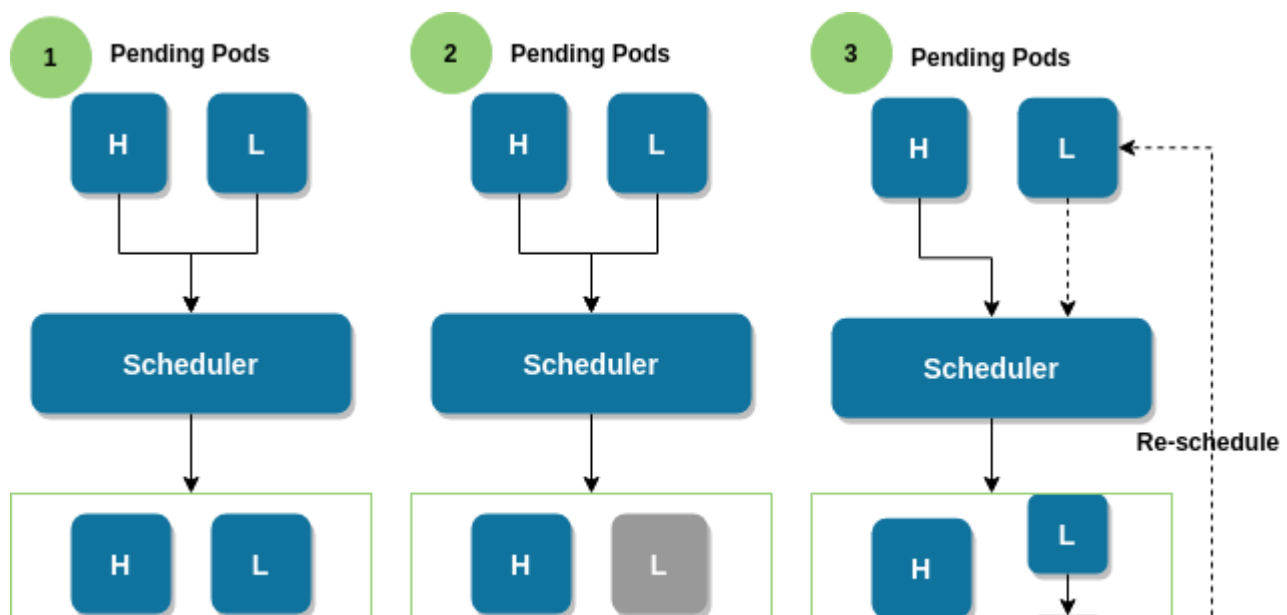 1
Pending Pods
H
L
Scheduler
H
L
2
Pending Pods
H
L
Scheduler
H
L
3
Pending Pods
H
L
Scheduler
Re-schedule
L
H